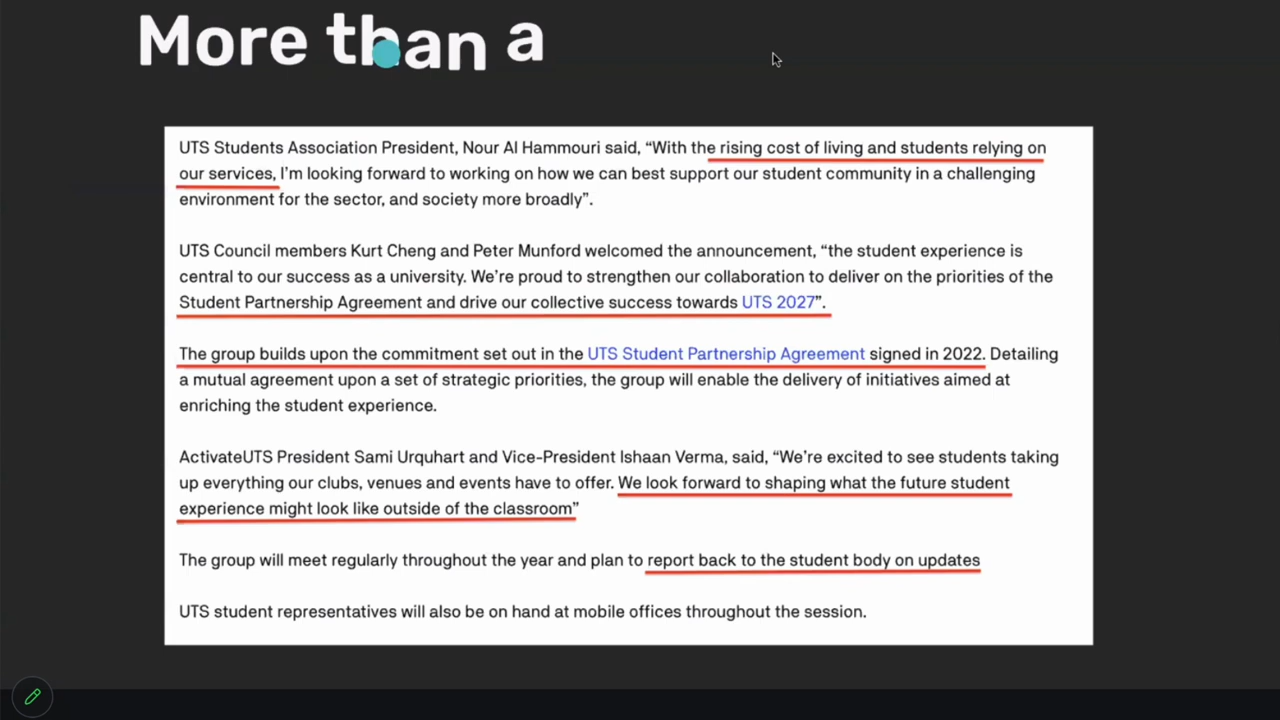 More than a
UTS Students Association President, Nour Al Hammouri said, “With the rising cost of living and students relying on
our services, I’m looking forward to working on how we can best support our student community in a challenging
environment for the sector, and society more broadly”.
UTS Council members Kurt Cheng and Peter Munford welcomed the announcement, “the student experience is
central to our success as a university. We’re proud to strengthen our collaboration to deliver on the priorities of the
Student Partnership Agreement and drive our collective success towards UTS 2027”.
The group builds upon the commitment set out in the UTS Student Partnership Agreement signed in 2022. Detailing
a mutual agreement upon a set of strategic priorities, the group will enable the delivery of initiatives aimed at
enriching the student experience.
ActivateUTS President Sami Urquhart and Vice-President Ishaan Verma, said, “We’re excited to see students taking
up everything our clubs, venues and events have to offer. We look forward to shaping what the future student
experience might look like outside of the classroom”
The group will meet regularly throughout the year and plan to report back to the student body on updates
UTS student representatives will also be on hand at mobile offices throughout the session.